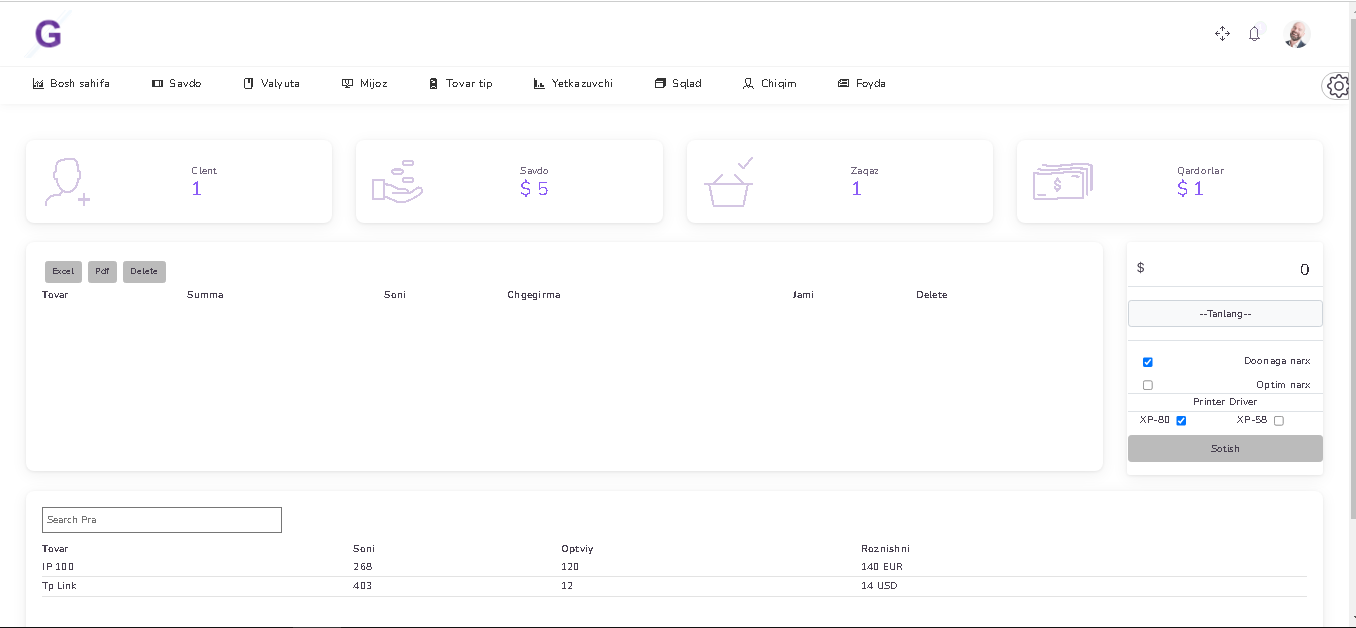 G
Bosh sahifa Savdo Valyuta Mijoz Tovar tip Yetkazuvchi Sqlad Chiqim Foyda
Clent
1
Savdo
$ 5
Zaqaz
1
Qardorlar
$ 1
Excel Pdf Delete
Tovar Summa Soni Chgegirma Jami Delete
$ 0
--Tanlang--
Doonaga narx
Optim narx
Printer Driver
XP-80 XP-58
Sotish
Search Pra
Tovar Soni Optviy Roznishni
IP 100 268 120 140 EUR
Tp Link 403 12 14 USD